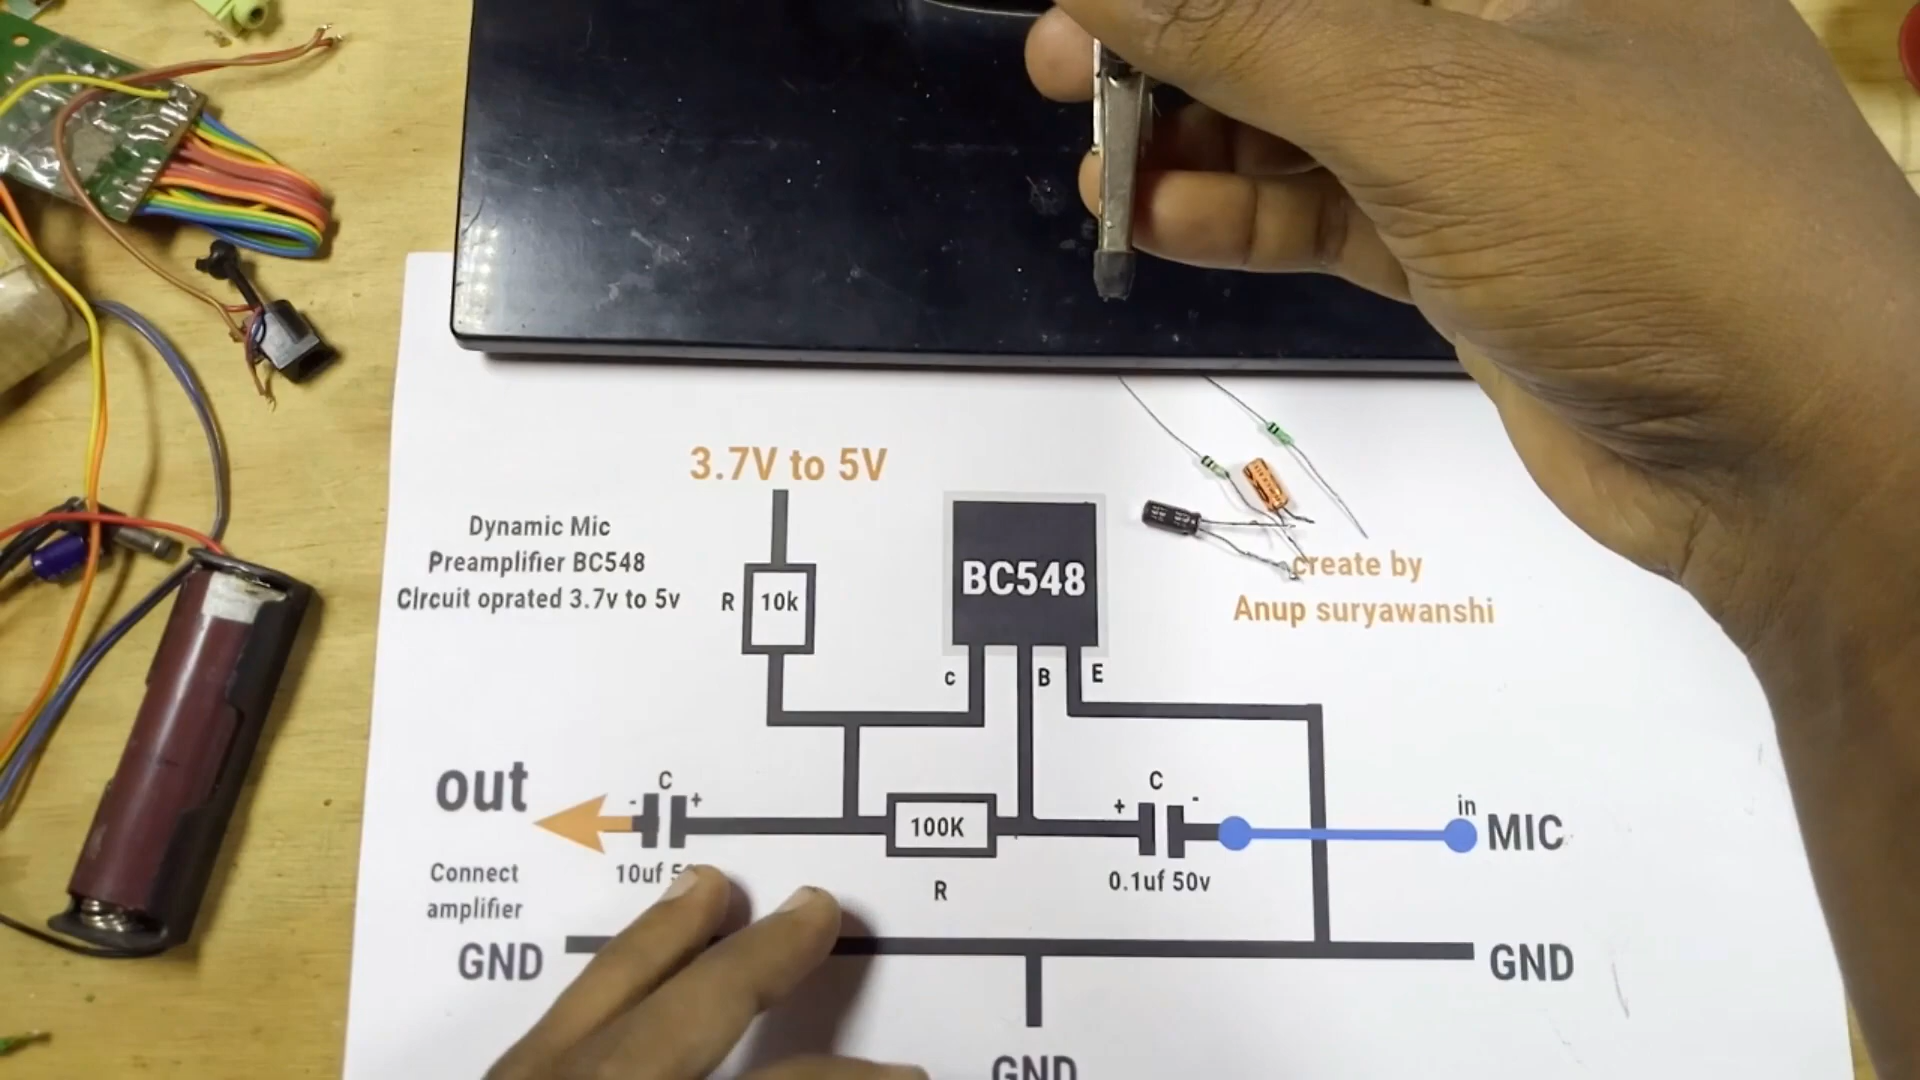 3.7V to 5V
Dynamic Mic
Preamplifier BC548
Circuit oprated 3.7v to 5v
R
10k
BC548
create by
Anup suryawanshi
c
B
E
out
- C +
100K
+ C -
in
MIC
10uf
R
0.1uf 50v
Connect
amplifier
GND
GND
GND